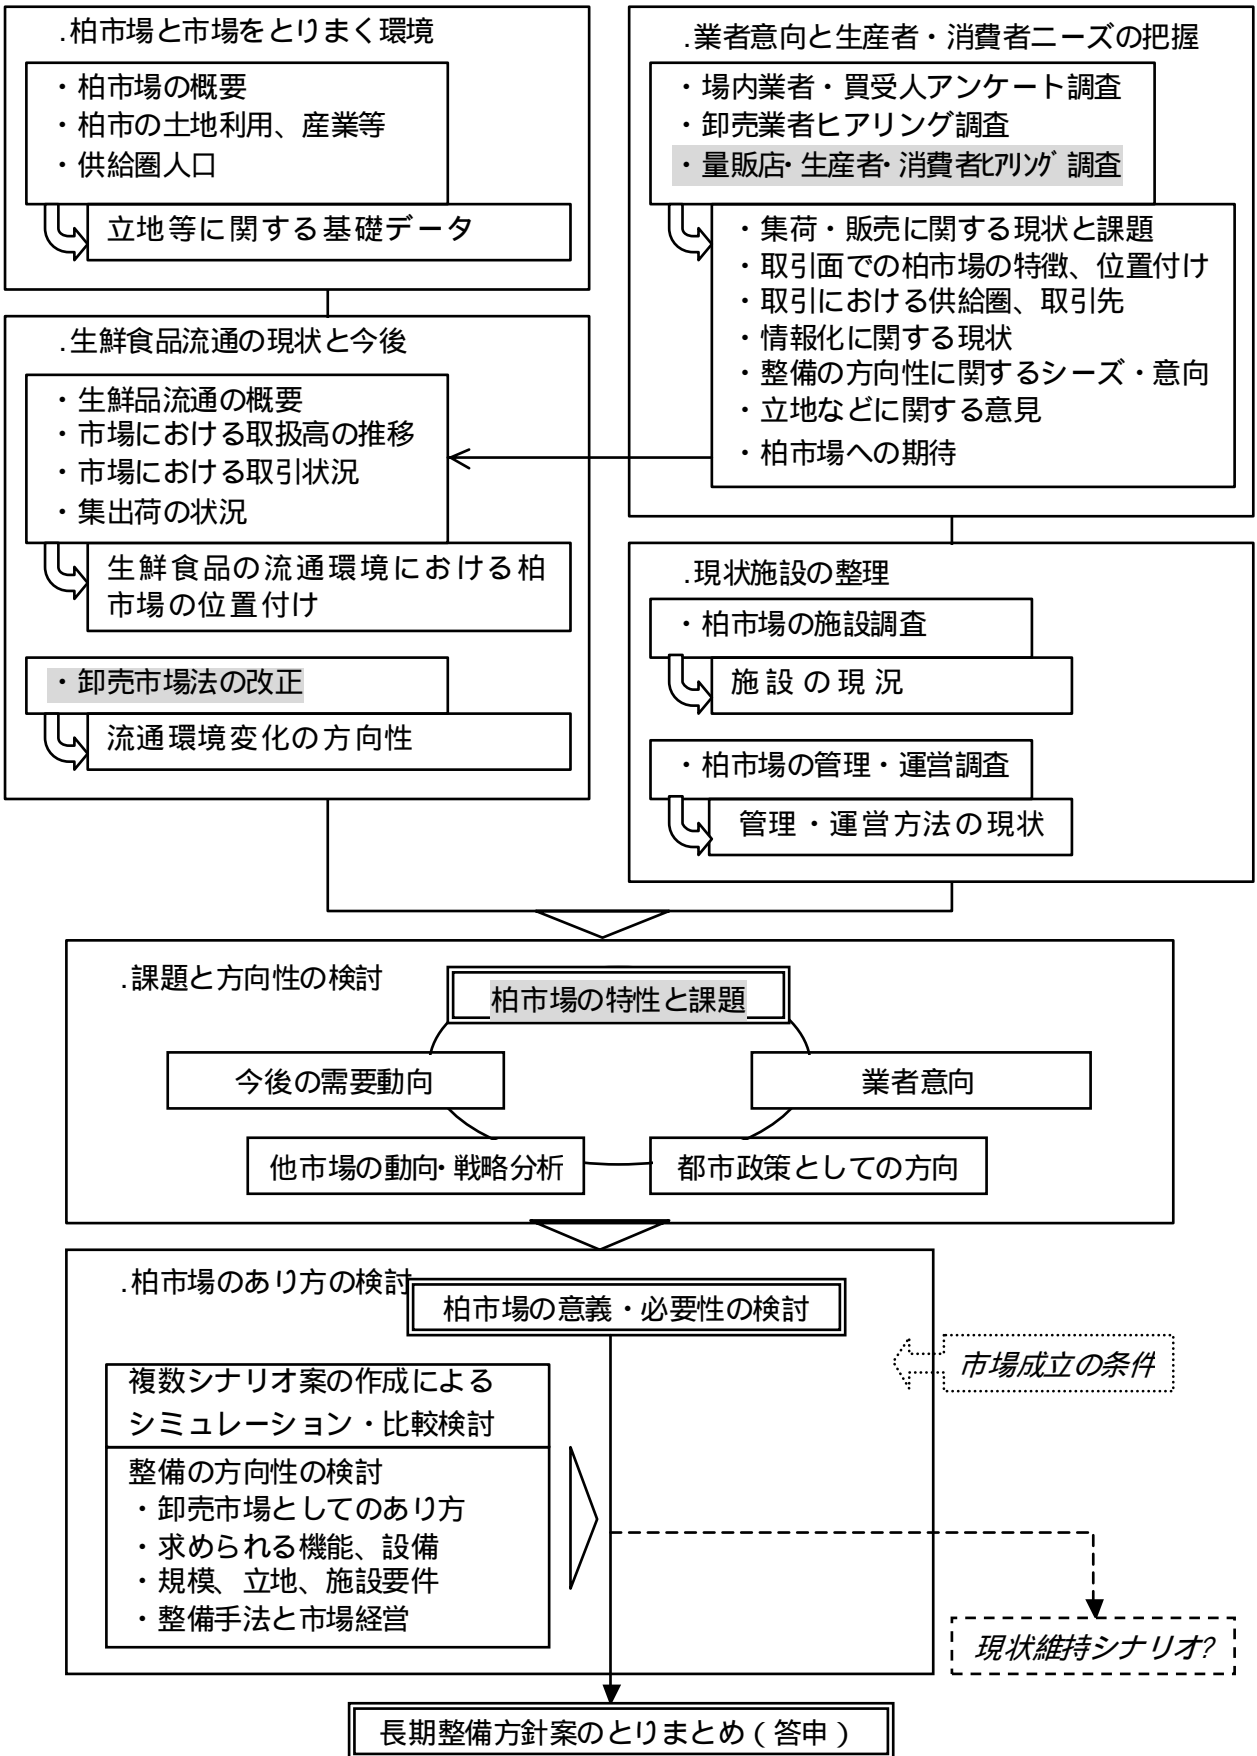 .柏市場と市場をとりまく環境
・柏市場の概要
・柏市の土地利用、産業等
・供給圏人口
立地等に関する基礎データ
.生鮮食品流通の現状と今後
・生鮮品流通の概要
・市場における取扱高の推移
・市場における取引状況
・集出荷の状況
生鮮食品の流通環境における柏
市場の位置付け
・卸売市場法の改正
流通環境変化の方向性
.業者意向と生産者・消費者ニーズの把握
・場内業者・買受人アンケート調査
・卸売業者ヒアリング調査
・量販店・生産者・消費者ﾋｱﾘﾝｸﾞ調査
・集荷・販売に関する現状と課題
・取引面での柏市場の特徴、位置付け
・取引における供給圏、取引先
・情報化に関する現状
・整備の方向性に関するシーズ・意向
・立地などに関する意見
・柏市場への期待
.現状施設の整理
・柏市場の施設調査
施設の現況
・柏市場の管理・運営調査
管理・運営方法の現状
.課題と方向性の検討
柏市場の特性と課題
今後の需要動向
業者意向
他市場の動向・戦略分析
都市政策としての方向
.柏市場のあり方の検討
柏市場の意義・必要性の検討
市場成立の条件
複数シナリオ案の作成による
シミュレーション・比較検討
整備の方向性の検討
・卸売市場としてのあり方
・求められる機能、設備
・規模、立地、施設要件
・整備手法と市場経営
現状維持シナリオ?
長期整備方針案のとりまとめ（答申）